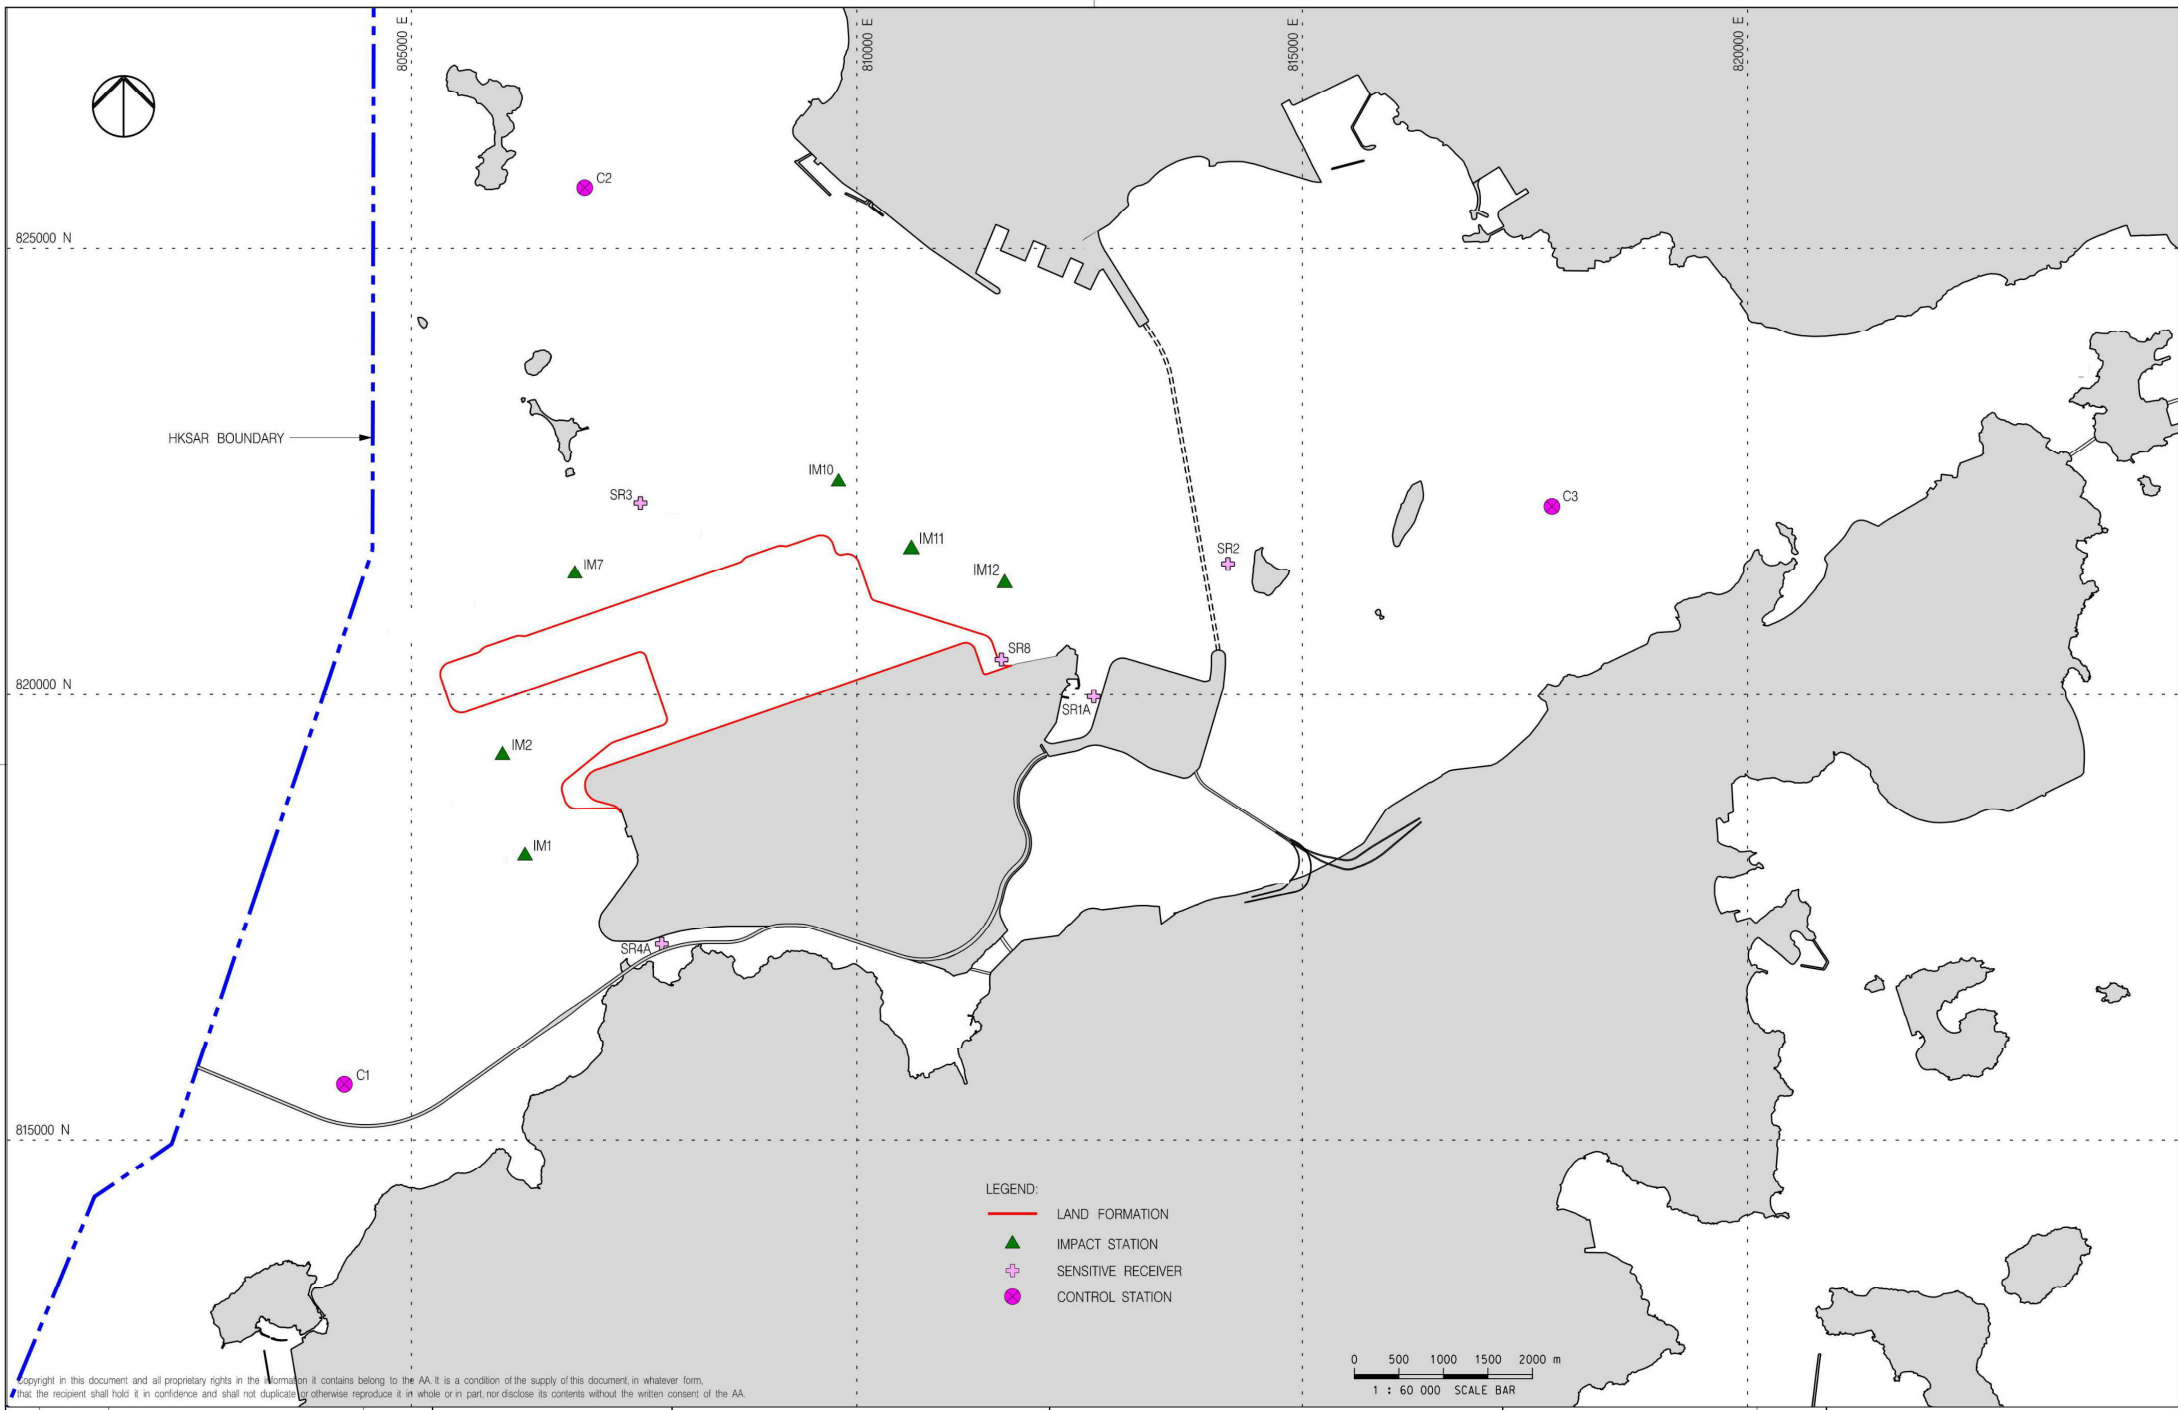 805000 E
810000 E
815000 E
820000 E
C2
825000 N
HKSAR BOUNDARY
IM10
SR3
C3
IM11
SR2
IM7
IM12
SR8
820000 N
SR1A
IM2
IM1
SR4A
C1
815000 N
LEGEND:
LAND FORMATION
IMPACT STATION
SENSITIVE RECEIVER
CONTROL STATION
0 500 1000 1500 2000 m
1 : 60 000 SCALE BAR
Copyright in this document and all proprietary rights in the information it contains belong to the AA. It is a condition of the supply of this document, in whatever form,
that the recipient shall hold it in confidence and shall not duplicate or otherwise reproduce it in whole or in part, nor disclose its contents without the written consent of the AA.